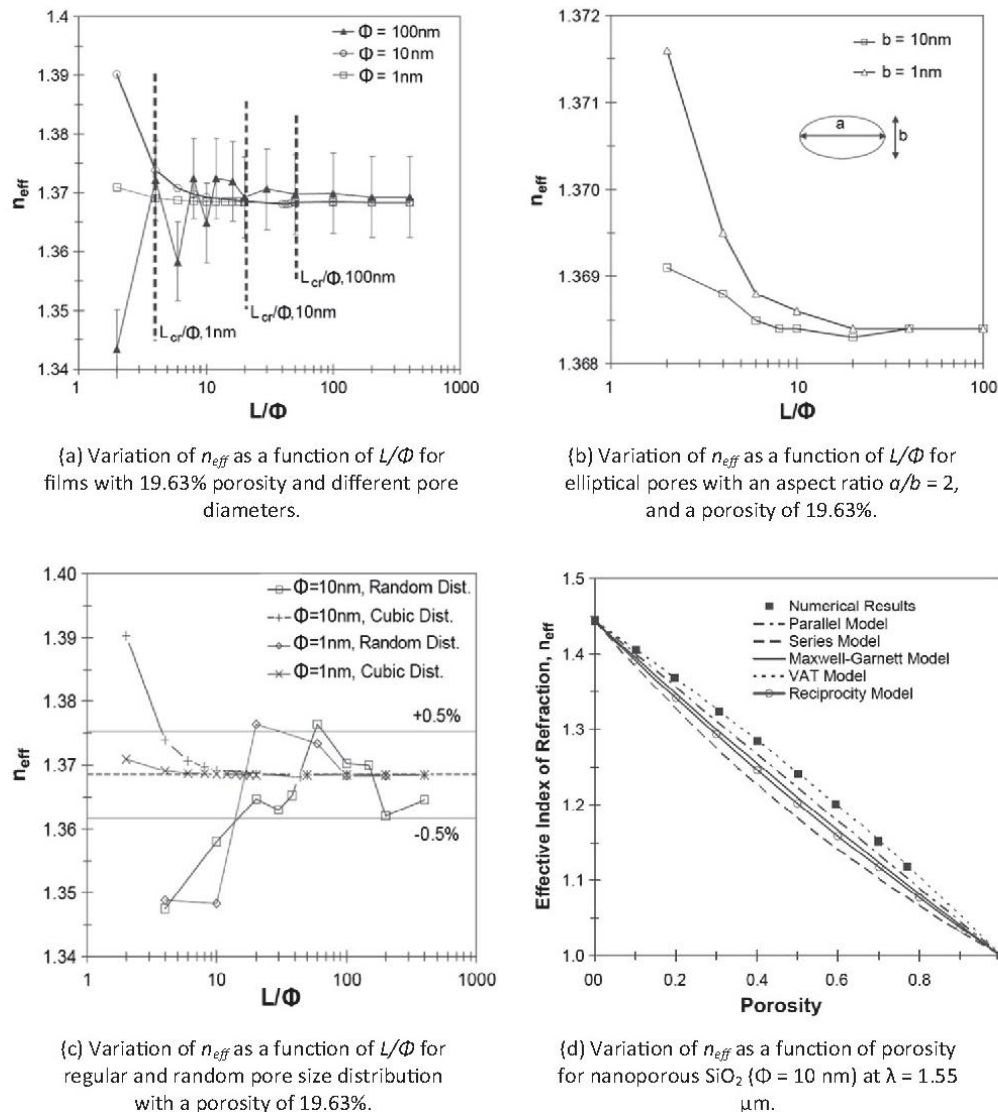 1.4
1.39
1.38
1.37
1.36
1.35
1.34
n_eff
Φ = 100nm
Φ = 10nm
Φ = 1nm
L_cr/Φ,100nm
L_cr/Φ,10nm
L_cr/Φ,1nm
1 10 100 1000
L/Φ
(a) Variation of n_eff as a function of L/Φ for
films with 19.63% porosity and different pore
diameters.
1.372
1.371
1.370
1.369
1.368
n_eff
b = 10nm
b = 1nm
a
b
1 10 100
L/Φ
(b) Variation of n_eff as a function of L/Φ for
elliptical pores with an aspect ratio a/b = 2,
and a porosity of 19.63%.
1.40
1.39
1.38
1.37
1.36
1.35
1.34
n_eff
Φ=10nm, Random Dist.
Φ=10nm, Cubic Dist.
Φ=1nm, Random Dist.
Φ=1nm, Cubic Dist.
+0.5%
-0.5%
1 10 100 1000
L/Φ
(c) Variation of n_eff as a function of L/Φ for
regular and random pore size distribution
with a porosity of 19.63%.
1.5
1.4
1.3
1.2
1.1
1.0
Effective Index of Refraction, n_eff
Numerical Results
Parallel Model
Series Model
Maxwell-Garnett Model
VAT Model
Reciprocity Model
00 0.2 0.4 0.6 0.8
Porosity
(d) Variation of n_eff as a function of porosity
for nanoporous SiO₂ (Φ = 10 nm) at λ = 1.55
μm.